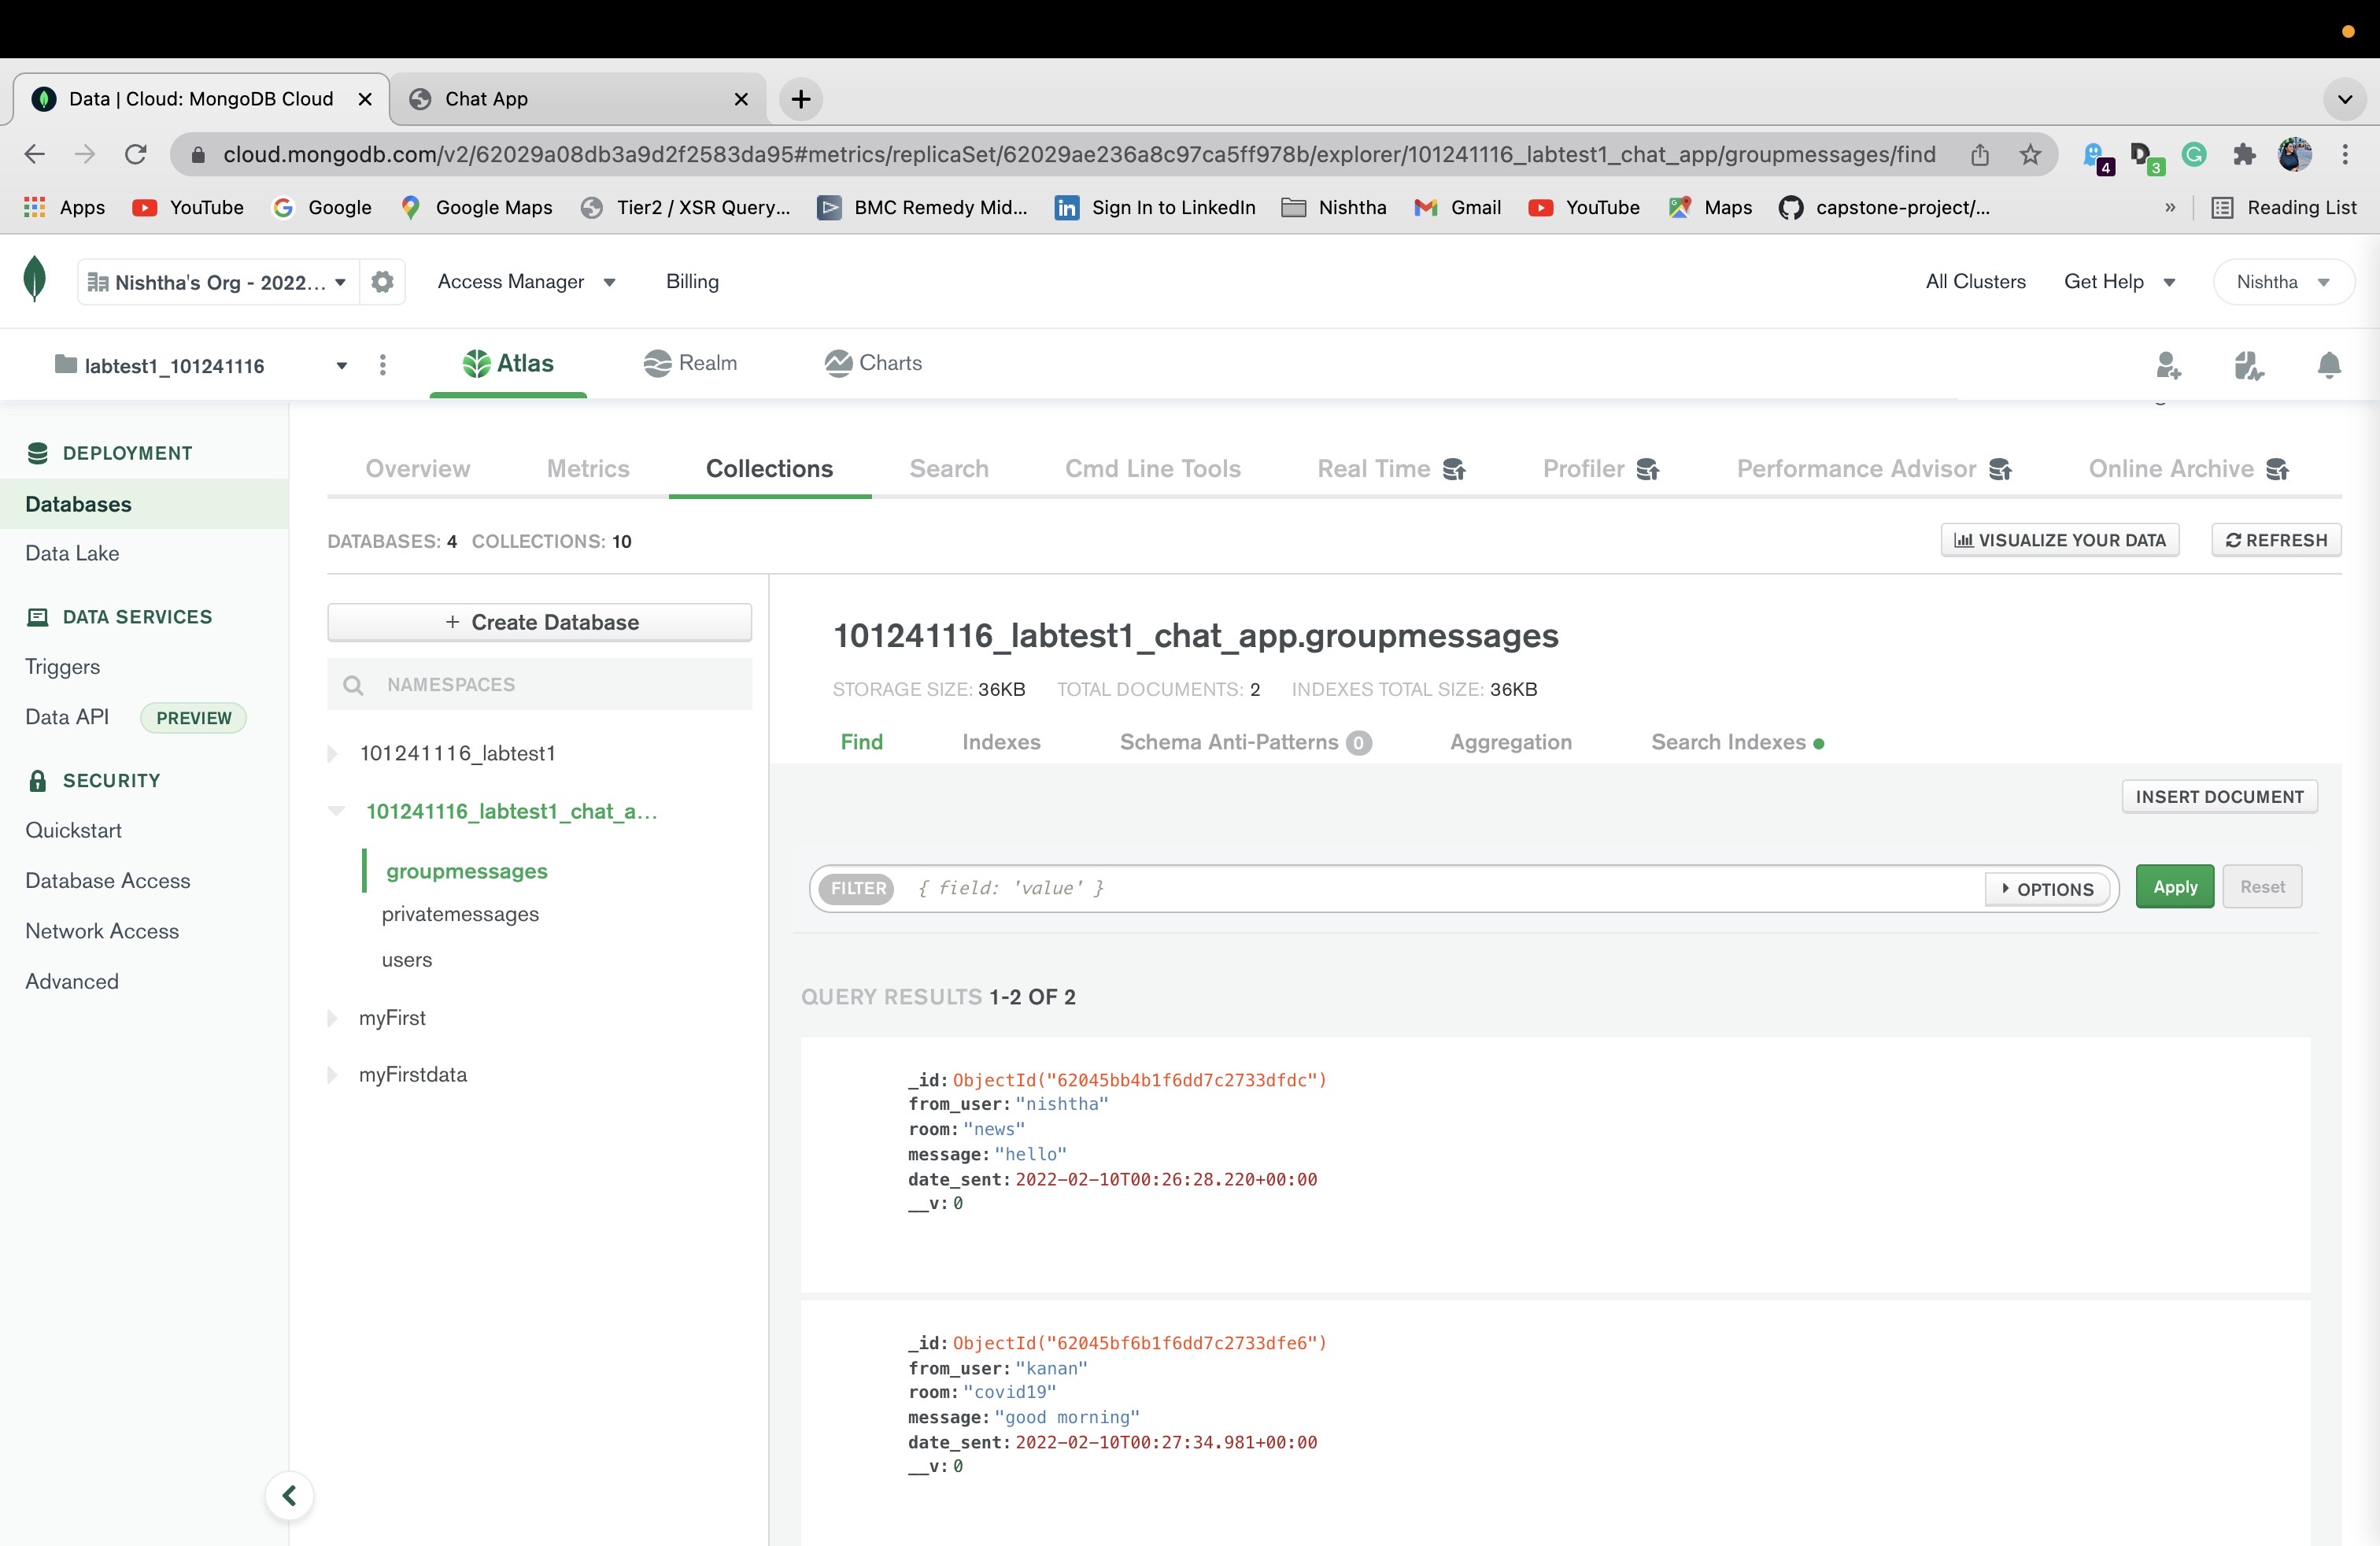 Data | Cloud: MongoDB Cloud
Chat App
cloud.mongodb.com/v2/62029a08db3a9d2f2583da95#metrics/replicaSet/62029ae236a8c97ca5ff978b/explorer/101241116_labtest1_chat_app/groupmessages/find
4
3
Apps YouTube Google Google Maps Tier2 / XSR Query... BMC Remedy Mid... Sign In to LinkedIn Nishtha Gmail YouTube Maps capstone-project/... » Reading List
Nishtha's Org - 2022... Access Manager Billing All Clusters Get Help Nishtha
labtest1_101241116 Atlas Realm Charts
DEPLOYMENT
Databases
Data Lake
DATA SERVICES
Triggers
Data API PREVIEW
SECURITY
Quickstart
Database Access
Network Access
Advanced
Overview Metrics Collections Search Cmd Line Tools Real Time Profiler Performance Advisor Online Archive
DATABASES: 4 COLLECTIONS: 10
VISUALIZE YOUR DATA REFRESH
+ Create Database
NAMESPACES
101241116_labtest1
101241116_labtest1_chat_a...
groupmessages
privatemessages
users
myFirst
myFirstdata
101241116_labtest1_chat_app.groupmessages
STORAGE SIZE: 36KB TOTAL DOCUMENTS: 2 INDEXES TOTAL SIZE: 36KB
Find Indexes Schema Anti-Patterns 0 Aggregation Search Indexes
INSERT DOCUMENT
FILTER { field: 'value' } OPTIONS Apply Reset
QUERY RESULTS 1-2 OF 2
_id: ObjectId("62045bb4b1f6dd7c2733dfdc")
from_user: "nishtha"
room: "news"
message: "hello"
date_sent: 2022-02-10T00:26:28.220+00:00
__v: 0
_id: ObjectId("62045bf6b1f6dd7c2733dfe6")
from_user: "kanan"
room: "covid19"
message: "good morning"
date_sent: 2022-02-10T00:27:34.981+00:00
__v: 0